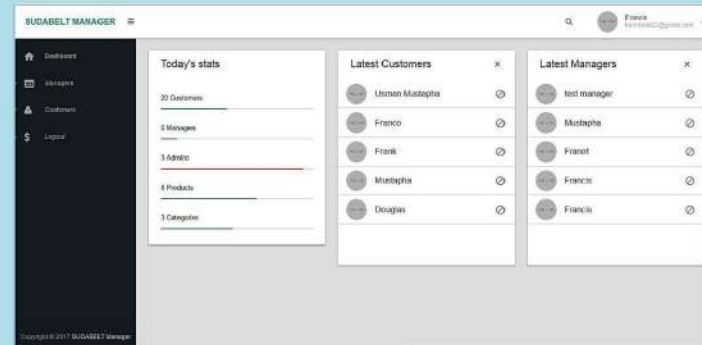 SUDABELT MANAGER
Francis
Dashboard
Managers
Customers
Logout
Today's stats
20 Customers
6 Managers
3 Admins
8 Products
3 Categories
Latest Customers ×
Usman Mustapha
Franco
Frank
Mustapha
Douglas
Latest Managers ×
test manager
Mustapha
Franot
Francis
Francis
Copyright © 2017 SUDABELT Manager